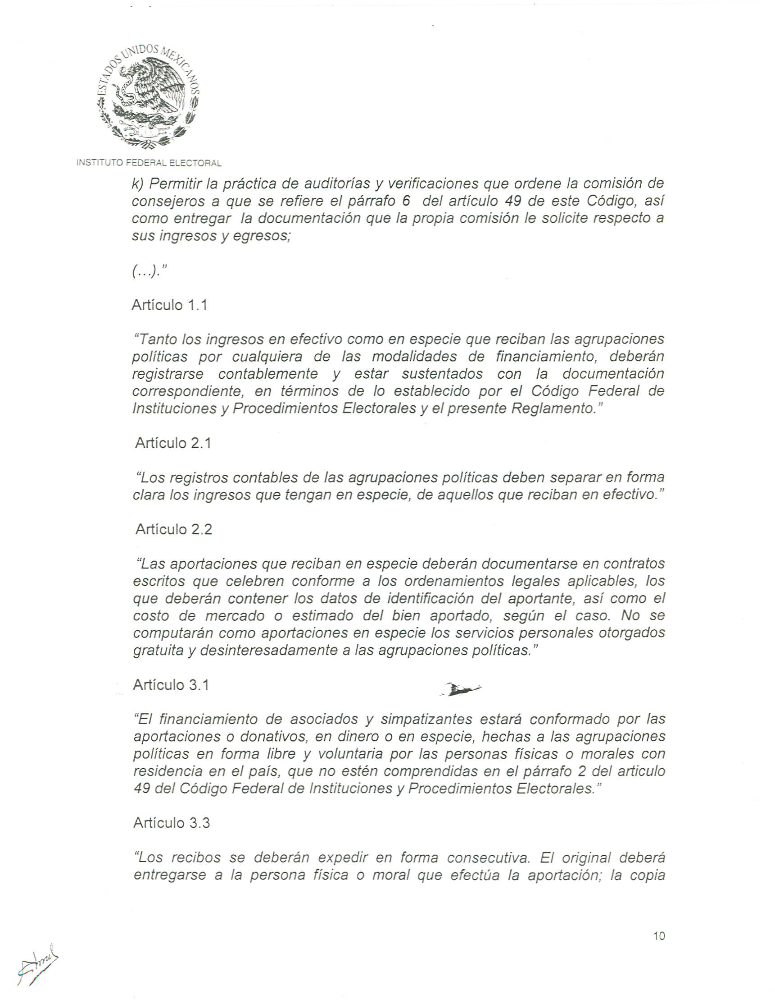 ESTADOS UNIDOS MEXICANOS
INSTITUTO FEDERAL ELECTORAL
k) Permitir la práctica de auditorías y verificaciones que ordene la comisión de
consejeros a que se refiere el párrafo 6 del artículo 49 de este Código, así
como entregar la documentación que la propia comisión le solicite respecto a
sus ingresos y egresos;
(...)."
Artículo 1.1
“Tanto los ingresos en efectivo como en especie que reciban las agrupaciones
políticas por cualquiera de las modalidades de financiamiento, deberán
registrarse contablemente y estar sustentados con la documentación
correspondiente, en términos de lo establecido por el Código Federal de
Instituciones y Procedimientos Electorales y el presente Reglamento.”
Artículo 2.1
“Los registros contables de las agrupaciones políticas deben separar en forma
clara los ingresos que tengan en especie, de aquellos que reciban en efectivo.”
Artículo 2.2
“Las aportaciones que reciban en especie deberán documentarse en contratos
escritos que celebren conforme a los ordenamientos legales aplicables, los
que deberán contener los datos de identificación del aportante, así como el
costo de mercado o estimado del bien aportado, según el caso. No se
computarán como aportaciones en especie los servicios personales otorgados
gratuita y desinteresadamente a las agrupaciones políticas.”
Artículo 3.1
“El financiamiento de asociados y simpatizantes estará conformado por las
aportaciones o donativos, en dinero o en especie, hechas a las agrupaciones
políticas en forma libre y voluntaria por las personas físicas o morales con
residencia en el país, que no estén comprendidas en el párrafo 2 del articulo
49 del Código Federal de Instituciones y Procedimientos Electorales.”
Artículo 3.3
“Los recibos se deberán expedir en forma consecutiva. El original deberá
entregarse a la persona física o moral que efectúa la aportación; la copia
10